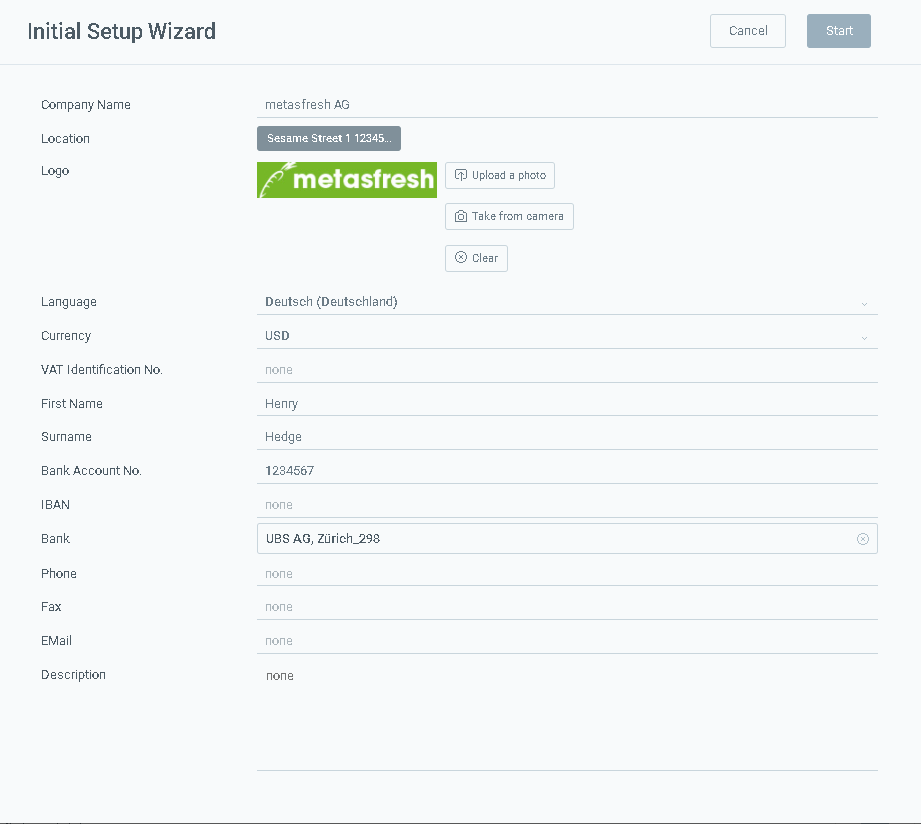 Initial Setup Wizard
Cancel
Start
Company Name
metasfresh AG
Location
Sesame Street 1 12345...
Logo
metasfresh
Upload a photo
Take from camera
Clear
Language
Deutsch (Deutschland)
Currency
USD
VAT Identification No.
none
First Name
Henry
Surname
Hedge
Bank Account No.
1234567
IBAN
none
Bank
UBS AG, Zürich_298
Phone
none
Fax
none
EMail
none
Description
none